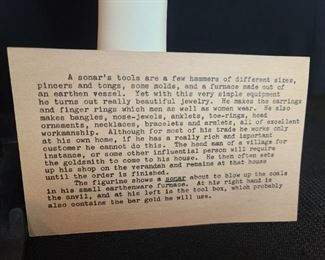 A sonar's tools are a few hammers of different sizes,
pincers and tongs, some molds, and a furnace made out of
an earthen vessel. Yet with this very simple equipment
he turns out really beautiful jewelry. He makes the earrings
and finger rings which men as well as women wear. He also
makes bangles, nose-jewels, anklets, toe-rings, head
ornaments, necklaces, bracelets and armlets, all of excellent
workmanship. Although for most of his trade he works only
at his own home, if he has a really rich and important
customer he cannot do this. The head man of a village for
instance, or some other influential person will require
the goldsmith to come to his house. He then often sets
up his shop on the verandah and remains at that house
until the order is finished.
The figurine shows a sonar about to blow up the coals
in his small earthenware furnace. At his right hand is
the anvil, and at his left is the tool box, which probably
also contains the bar gold he will use.